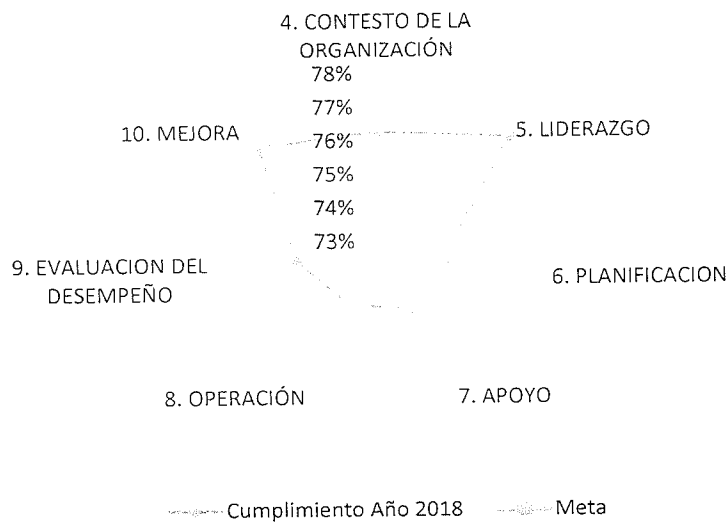 4. CONTESTO DE LA
ORGANIZACIÓN
78%
77%
10. MEJORA
76%
5. LIDERAZGO
75%
74%
73%
9. EVALUACION DEL
DESEMPEÑO
6. PLANIFICACION
8. OPERACIÓN
7. APOYO
Cumplimiento Año 2018
Meta